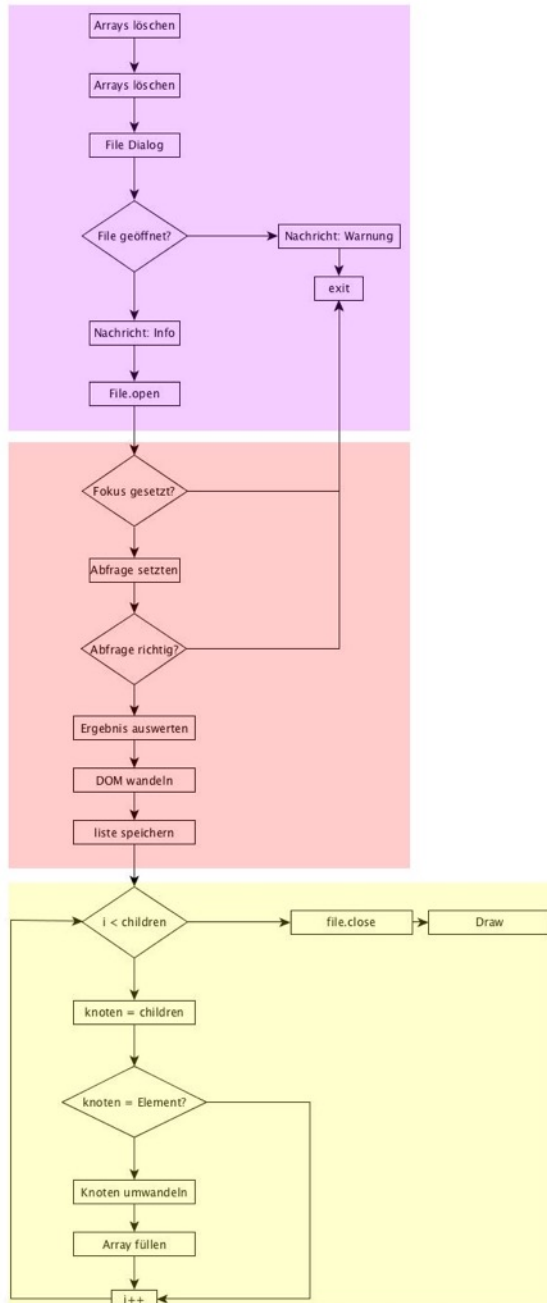 Arrays löschen
Arrays löschen
File Dialog
File geöffnet?
Nachricht: Warnung
exit
Nachricht: Info
File.open
Fokus gesetzt?
Abfrage setzten
Abfrage richtig?
Ergebnis auswerten
DOM wandeln
liste speichern
i < children
file.close
Draw
knoten = children
knoten = Element?
Knoten umwandeln
Array füllen
i++